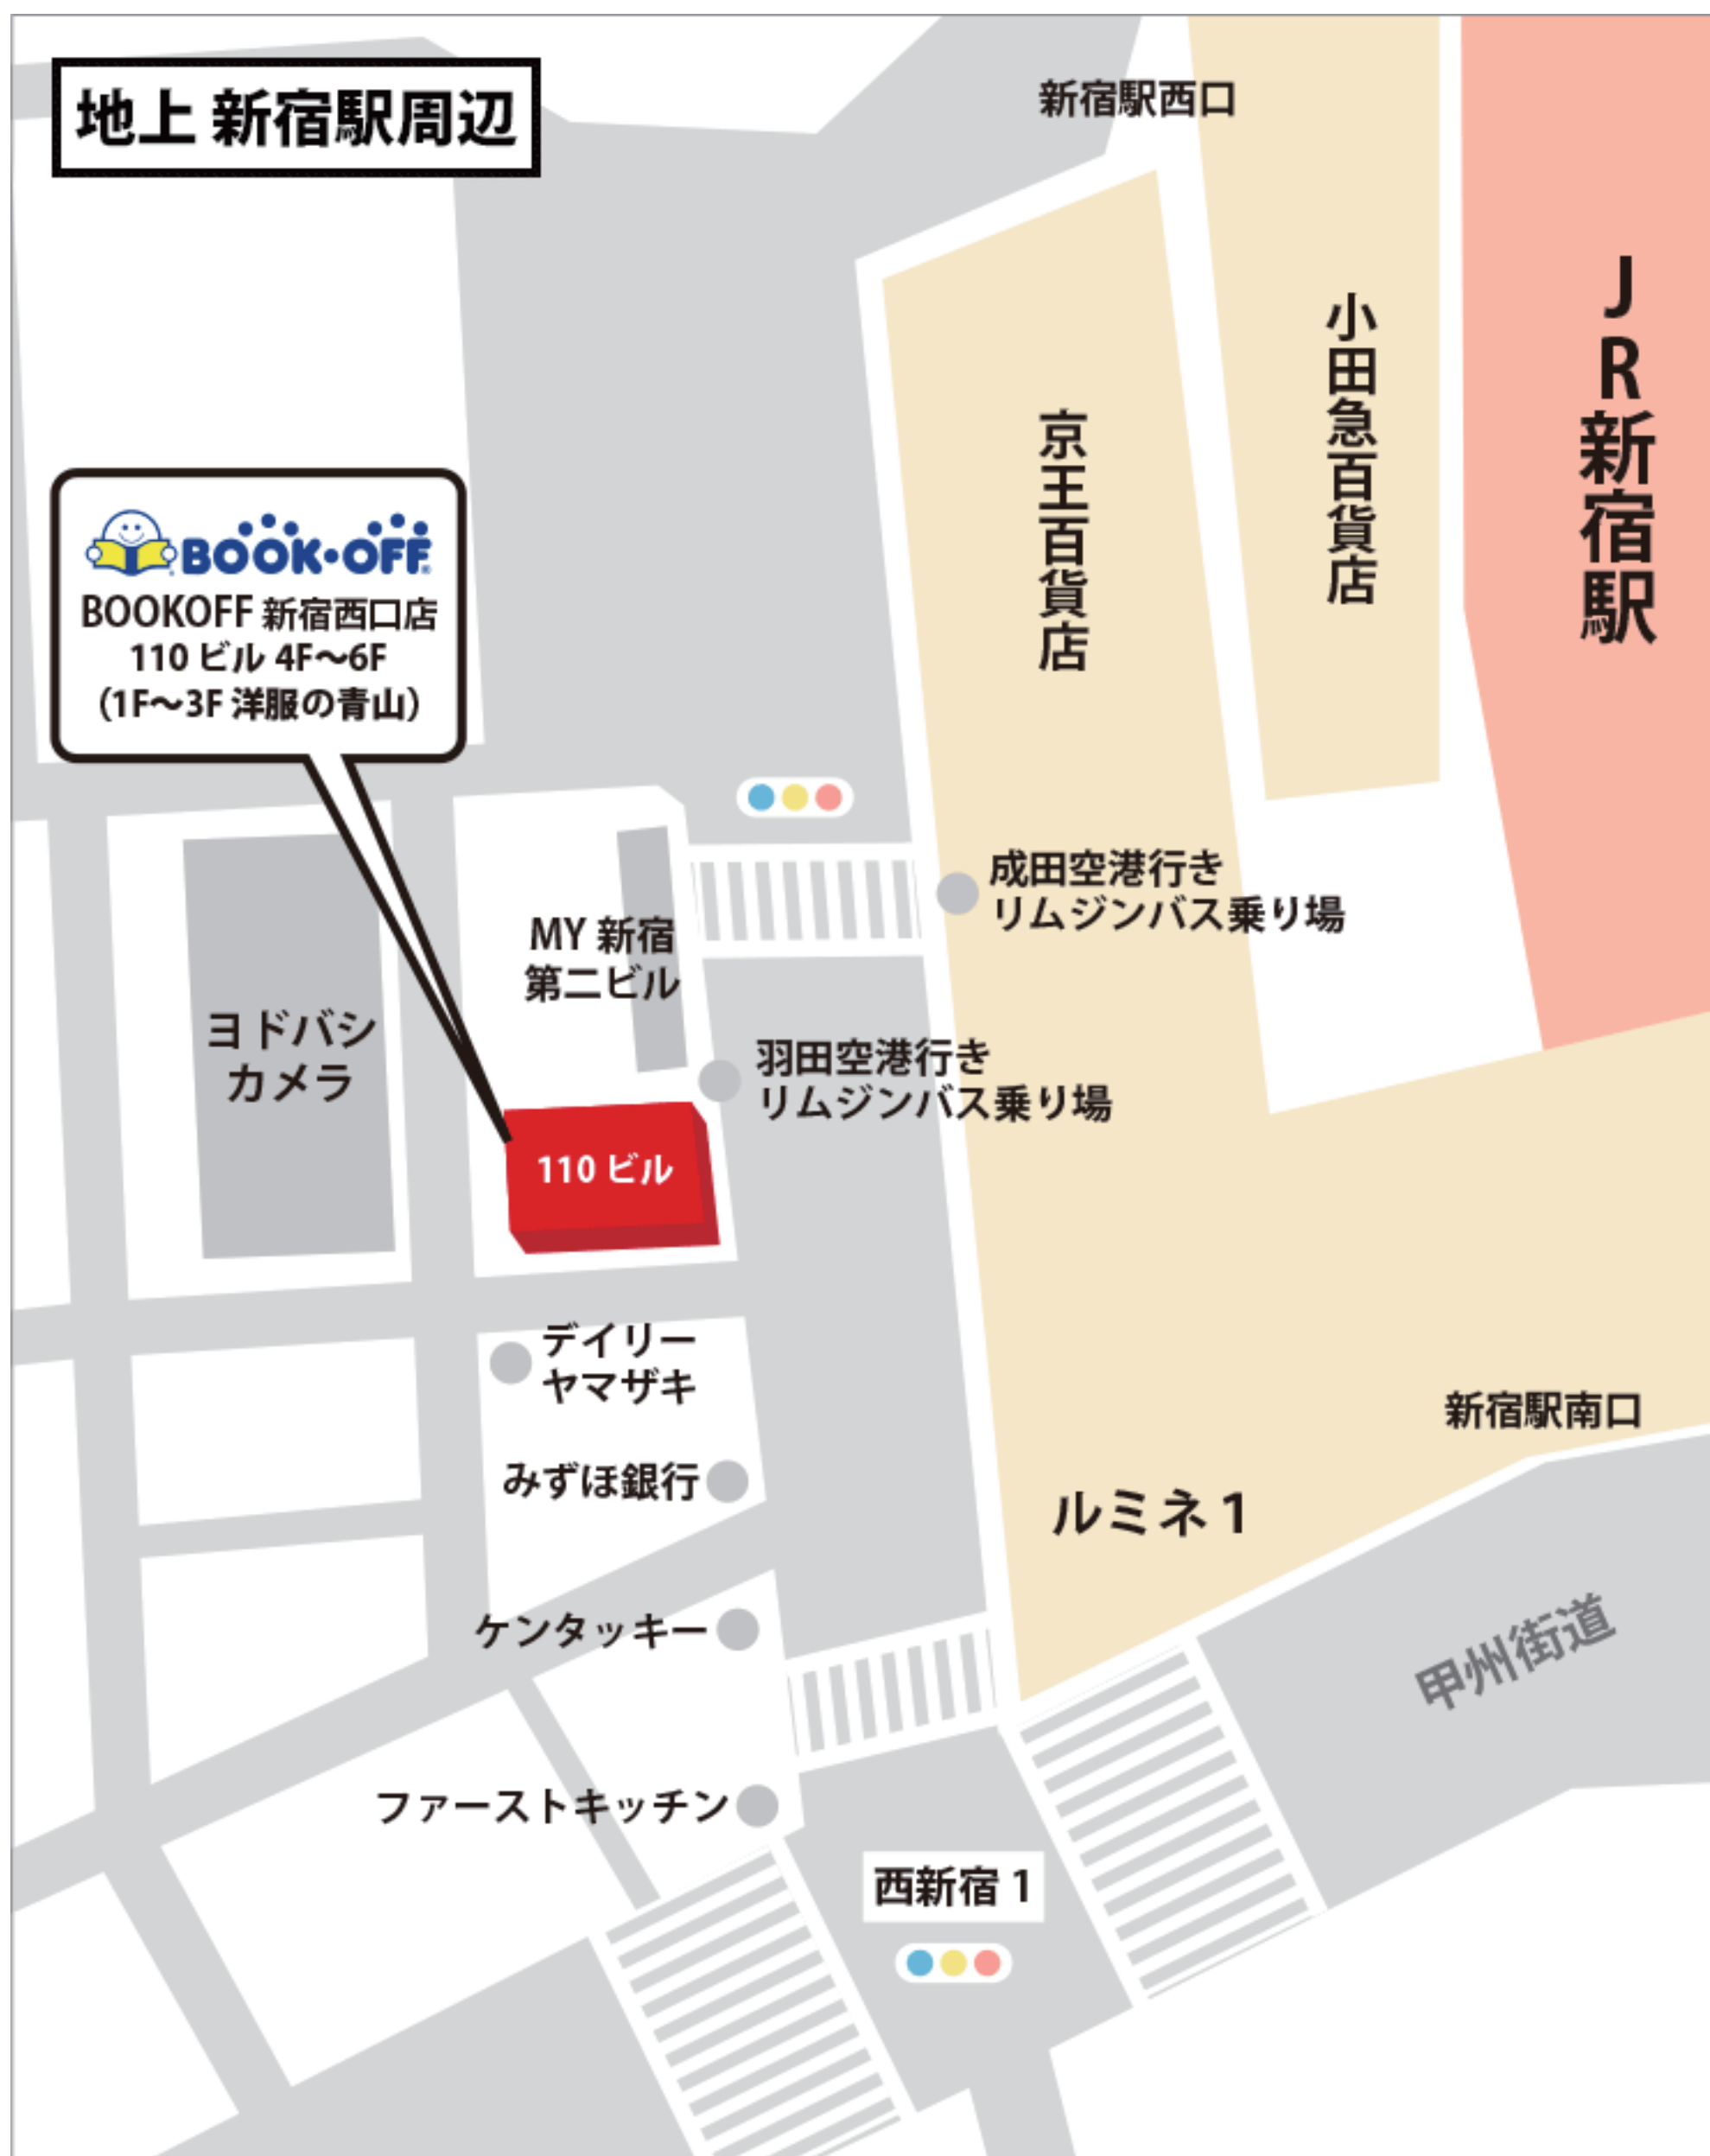 地上 新宿駅周辺
新宿駅西口
JR新宿駅
小田急百貨店
京王百貨店
BOOK・OFF
BOOKOFF 新宿西口店
110 ビル 4F〜6F
(1F〜3F 洋服の青山)
成田空港行き
リムジンバス乗り場
MY 新宿
第二ビル
ヨドバシ
カメラ
羽田空港行き
リムジンバス乗り場
110 ビル
デイリー
ヤマザキ
新宿駅南口
みずほ銀行
ルミネ 1
ケンタッキー
甲州街道
ファーストキッチン
西新宿 1